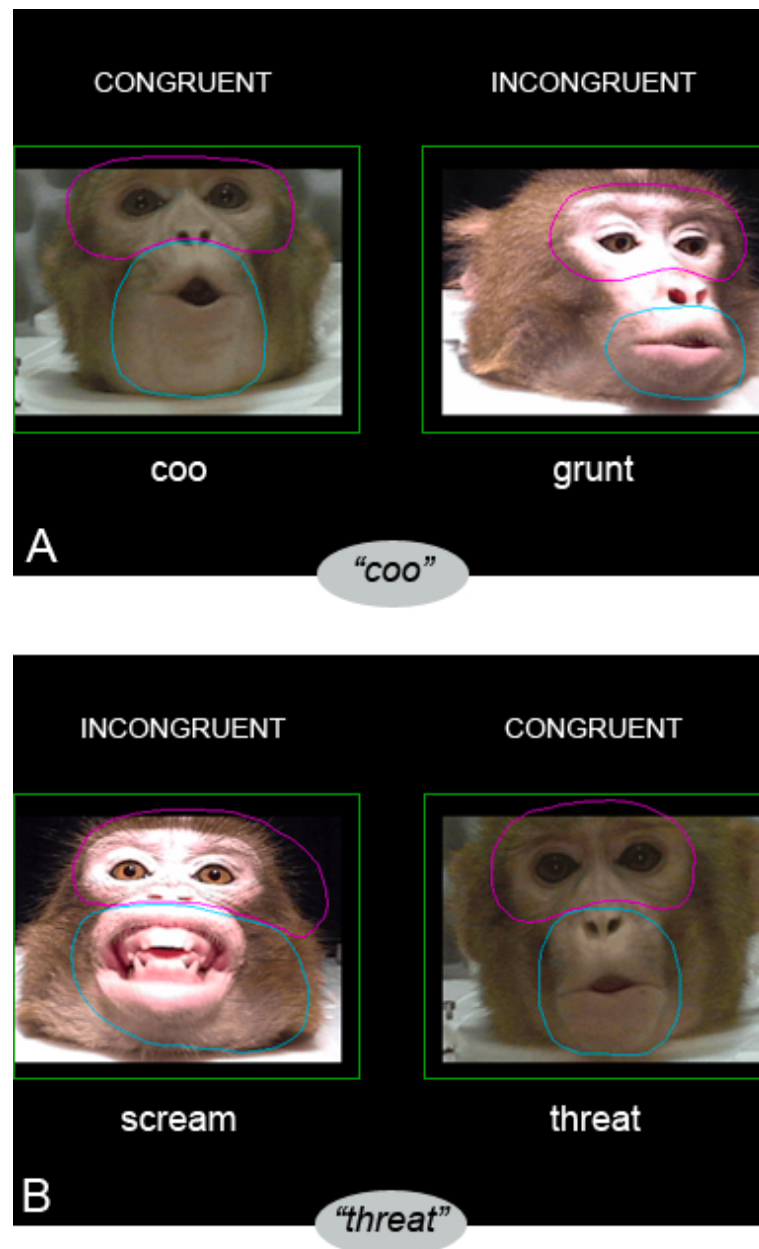 CONGRUENT INCONGRUENT
coo grunt
A
“coo”
INCONGRUENT CONGRUENT
scream threat
B
“threat”